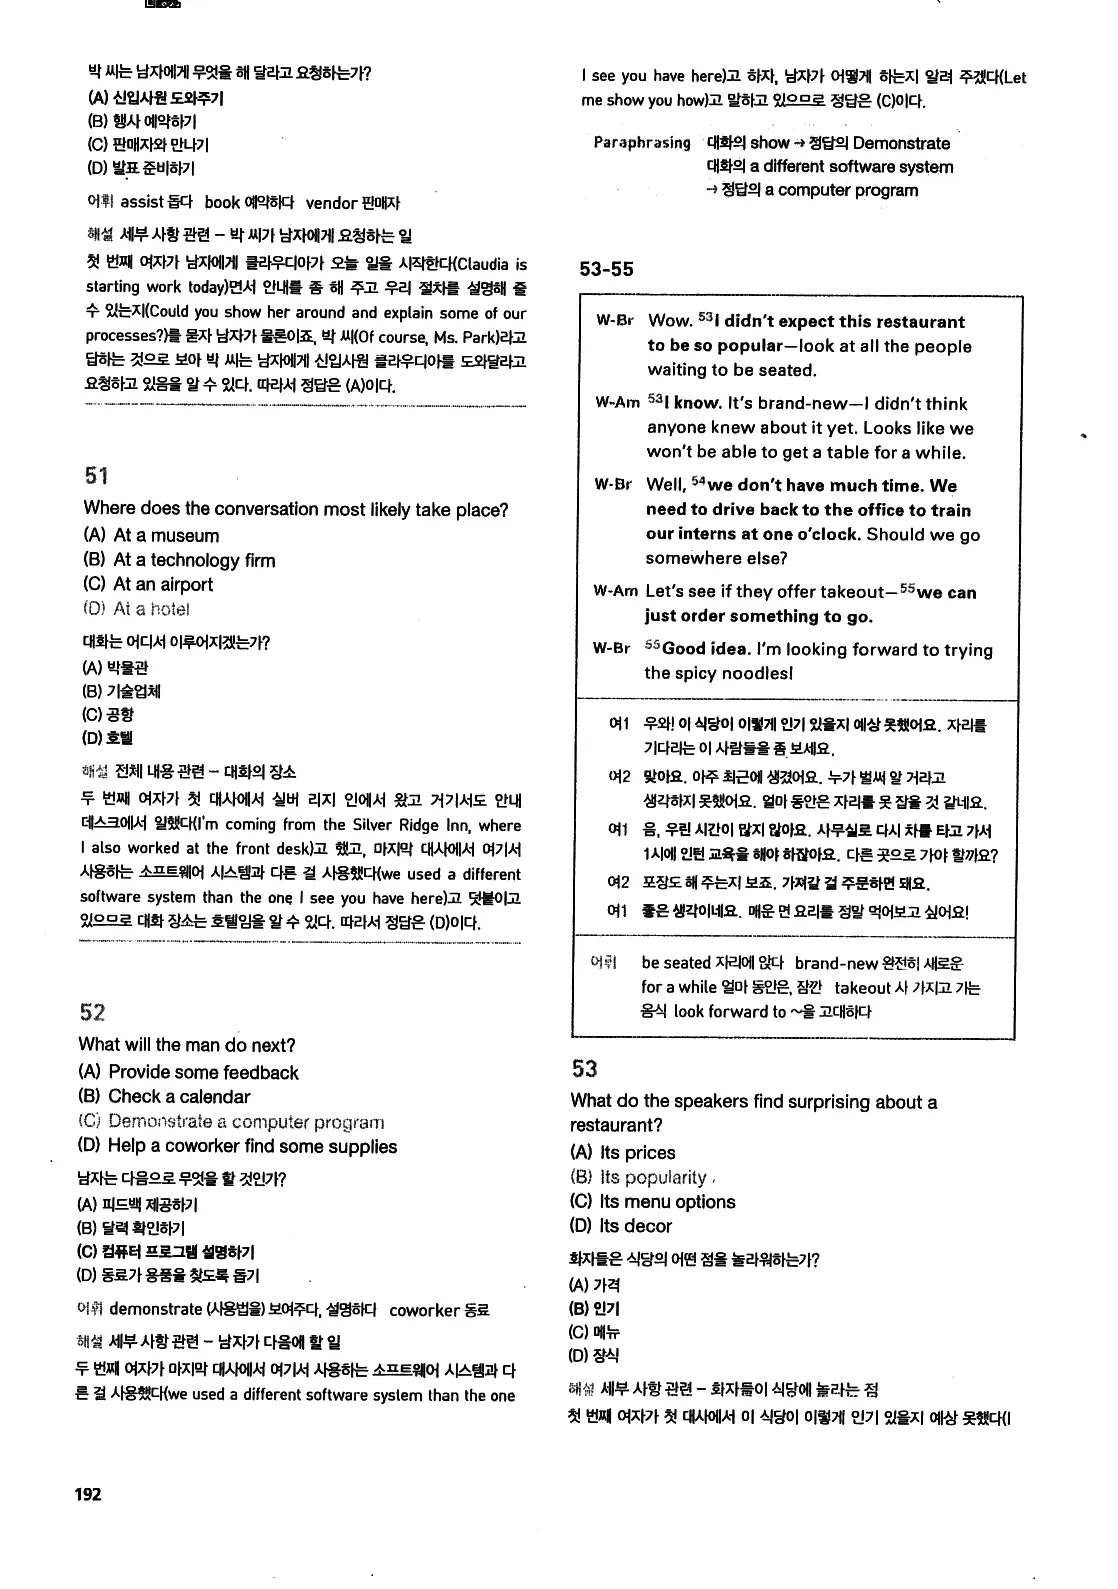 박 씨는 남자에게 무엇을 해 달라고 요청하는가?
(A) 신입사원 도와주기
(B) 행사 예약하기
(C) 판매자와 만나기
(D) 발표 준비하기
어휘 assist 돕다 book 예약하다 vendor 판매자
해설 세부 사항 관련 – 박 씨가 남자에게 요청하는 일
첫 번째 여자가 남자에게 클라우디아가 오늘 일을 시작한다(Claudia is
starting work today)면서 안내를 좀 해 주고 우리 절차를 설명해 줄
수 있는지(Could you show her around and explain some of our
processes?)를 묻자 남자가 물론이죠, 박 씨(Of course, Ms. Park)라고
답하는 것으로 보아 박 씨는 남자에게 신입사원 클라우디아를 도와달라고
요청하고 있음을 알 수 있다. 따라서 정답은 (A)이다.
51
Where does the conversation most likely take place?
(A) At a museum
(B) At a technology firm
(C) At an airport
(D) At a hotel
대화는 어디서 이루어지겠는가?
(A) 박물관
(B) 기술업체
(C) 공항
(D) 호텔
해설 전체 내용 관련 – 대화의 장소
두 번째 여자가 첫 대사에서 실버 리지 인에서 왔고 거기서도 안내
데스크에서 일했다(I'm coming from the Silver Ridge Inn, where
I also worked at the front desk)고 했고, 마지막 대사에서 여기서
사용하는 소프트웨어 시스템과 다른 걸 사용했다(we used a different
software system than the one I see you have here)고 덧붙이고
있으므로 대화 장소는 호텔임을 알 수 있다. 따라서 정답은 (D)이다.
52
What will the man do next?
(A) Provide some feedback
(B) Check a calendar
(C) Demonstrate a computer program
(D) Help a coworker find some supplies
남자는 다음으로 무엇을 할 것인가?
(A) 피드백 제공하기
(B) 달력 확인하기
(C) 컴퓨터 프로그램 설명하기
(D) 동료가 용품을 찾도록 돕기
어휘 demonstrate (사용법을) 보여주다, 설명하다 coworker 동료
해설 세부 사항 관련 – 남자가 다음에 할 일
두 번째 여자가 마지막 대사에서 여기서 사용하는 소프트웨어 시스템과 다
른 걸 사용했다(we used a different software system than the one
192
I see you have here)고 하자, 남자가 어떻게 하는지 알려 주겠다(Let
me show you how)고 말하고 있으므로 정답은 (C)이다.
Paraphrasing 대화의 show → 정답의 Demonstrate
대화의 a different software system
→ 정답의 a computer program
53-55
W-Br Wow. 53I didn't expect this restaurant
to be so popular—look at all the people
waiting to be seated.
W-Am 53I know. It's brand-new—I didn't think
anyone knew about it yet. Looks like we
won't be able to get a table for a while.
W-Br Well, 54we don't have much time. We
need to drive back to the office to train
our interns at one o'clock. Should we go
somewhere else?
W-Am Let's see if they offer takeout—55we can
just order something to go.
W-Br 55Good idea. I'm looking forward to trying
the spicy noodles!
여1 우와! 이 식당이 이렇게 인기 있을지 예상 못했어요. 자리를
기다리는 이 사람들을 좀 보세요.
여2 맞아요. 아주 최근에 생겼어요. 누가 벌써 알 거라고
생각하지 못했어요. 얼마 동안은 자리를 못 잡을 것 같네요.
여1 음, 우린 시간이 많지 않아요. 사무실로 다시 차를 타고 가서
1시에 인턴 교육을 해야 하잖아요. 다른 곳으로 가야 할까요?
여2 포장도 해 주는지 보죠. 가져갈 걸 주문하면 돼요.
여1 좋은 생각이네요. 매운 면 요리를 정말 먹어보고 싶어요!
어휘 be seated 자리에 앉다 brand-new 완전히 새로운
for a while 얼마 동안은, 잠깐 takeout 사 가지고 가는
음식 look forward to ~을 고대하다
53
What do the speakers find surprising about a
restaurant?
(A) Its prices
(B) Its popularity
(C) Its menu options
(D) Its decor
화자들은 식당의 어떤 점을 놀라워하는가?
(A) 가격
(B) 인기
(C) 메뉴
(D) 장식
해설 세부 사항 관련 – 화자들이 식당에 놀라는 점
첫 번째 여자가 첫 대사에서 이 식당이 이렇게 인기 있을지 예상 못했다(I